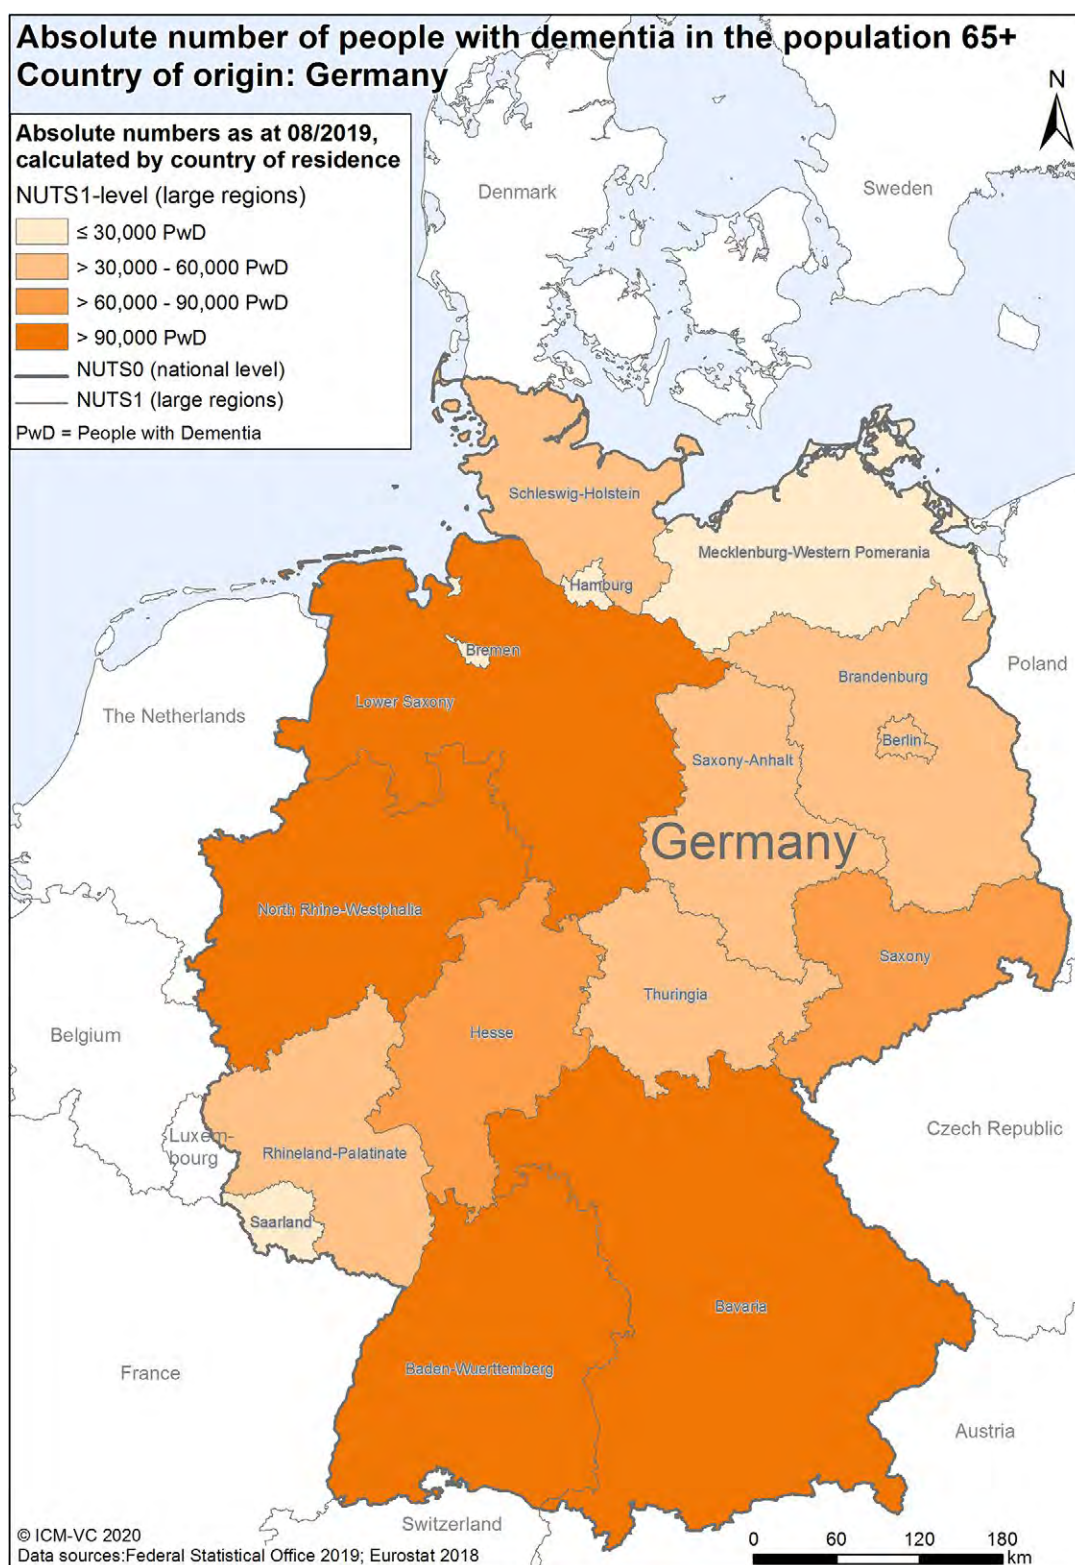 Absolute number of people with dementia in the population 65+
Country of origin: Germany
N
Absolute numbers as at 08/2019,
calculated by country of residence
NUTS1-level (large regions)
≤ 30,000 PwD
> 30,000 - 60,000 PwD
> 60,000 - 90,000 PwD
> 90,000 PwD
NUTS0 (national level)
NUTS1 (large regions)
PwD = People with Dementia
Denmark
Sweden
Schleswig-Holstein
Mecklenburg-Western Pomerania
Hamburg
Bremen
Poland
Brandenburg
Lower Saxony
The Netherlands
Berlin
Saxony-Anhalt
Germany
North Rhine-Westphalia
Saxony
Thuringia
Belgium
Hesse
Czech Republic
Luxem-
bourg
Rhineland-Palatinate
Saarland
Bavaria
France
Baden-Wuerttemberg
Austria
Switzerland
© ICM-VC 2020
Data sources:Federal Statistical Office 2019; Eurostat 2018
0 60 120 180
km